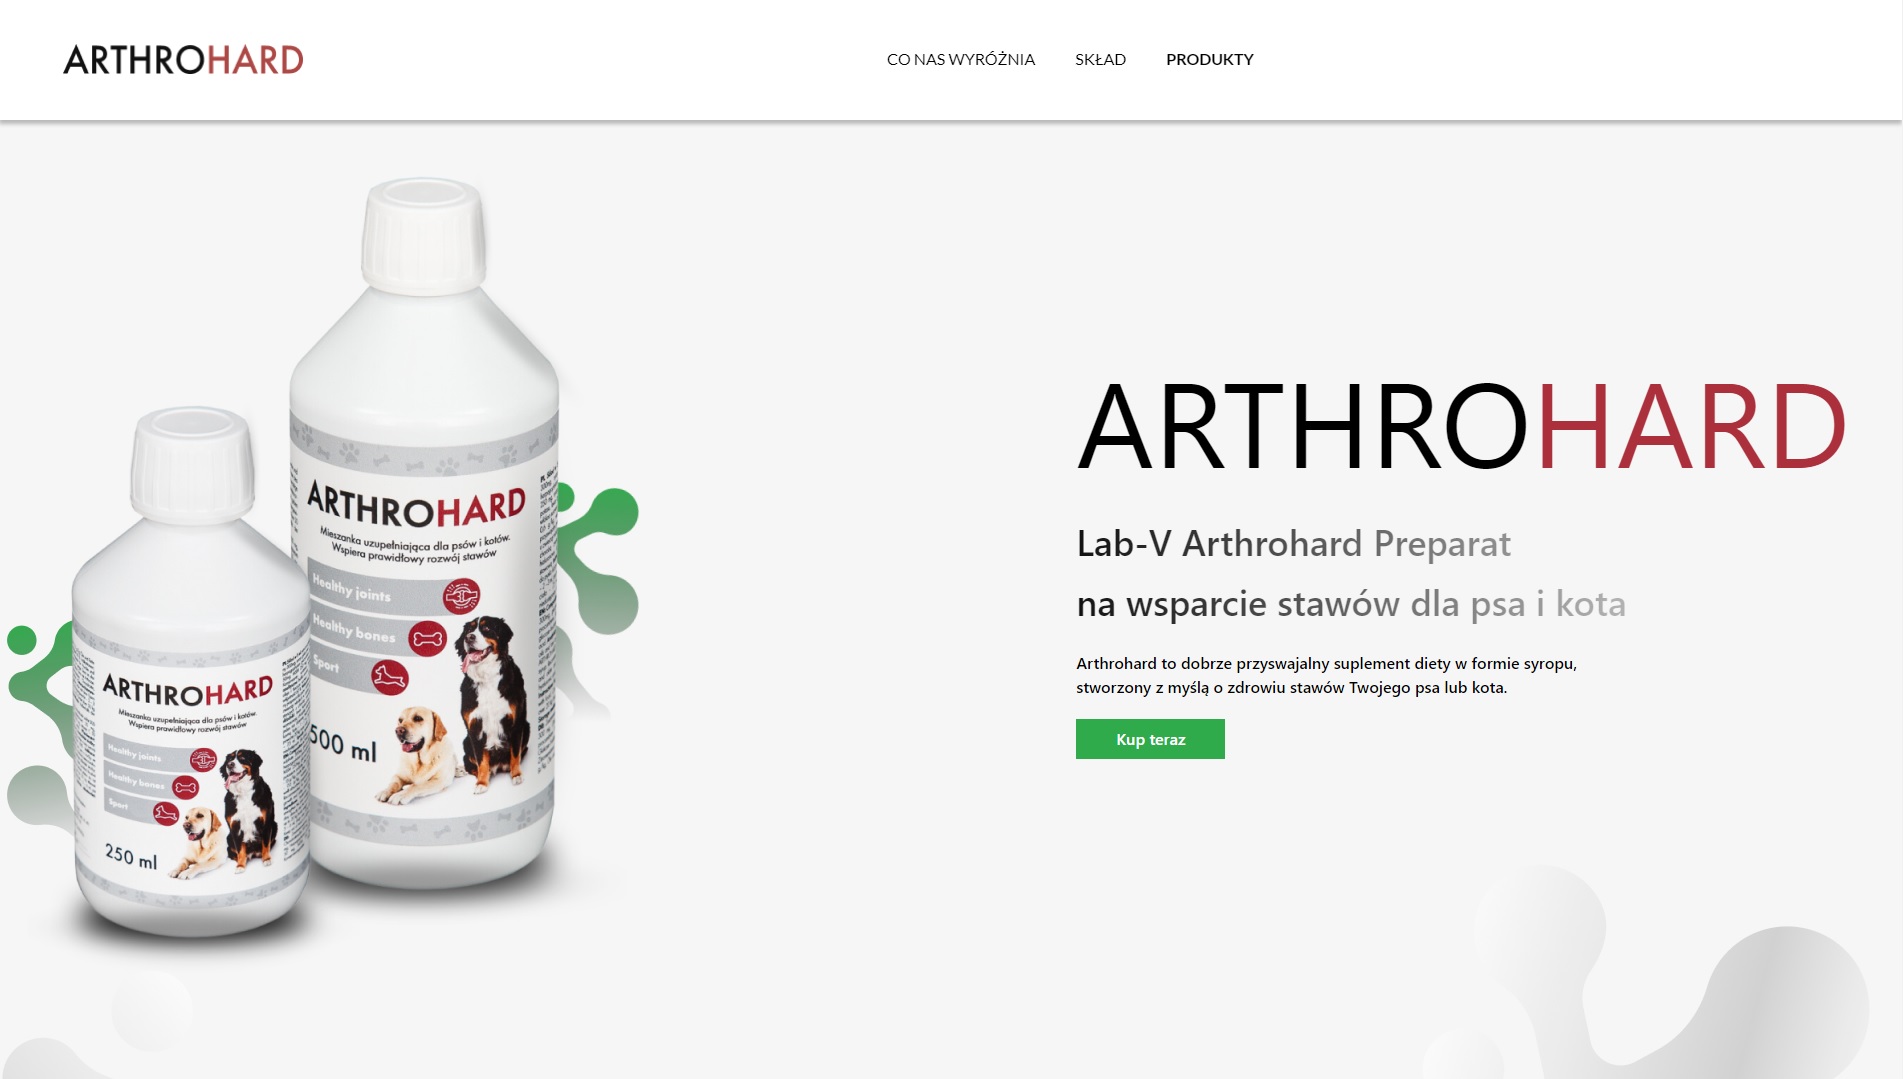 ARTHROHARD
CO NAS WYRÓŻNIA
SKŁAD
PRODUKTY
ARTHROHARD
Mieszanka uzupełniająca dla psów i kotów.
Wspiera prawidłowy rozwój stawów
Healthy joints
Healthy bones
Sport
500 ml
ARTHROHARD
Mieszanka uzupełniająca dla psów i kotów.
Wspiera prawidłowy rozwój stawów
Healthy joints
Healthy bones
Sport
250 ml
ARTHROHARD
Lab-V Arthrohard Preparat
na wsparcie stawów dla psa i kota
Arthrohard to dobrze przyswajalny suplement diety w formie syropu,
stworzony z myślą o zdrowiu stawów Twojego psa lub kota.
Kup teraz